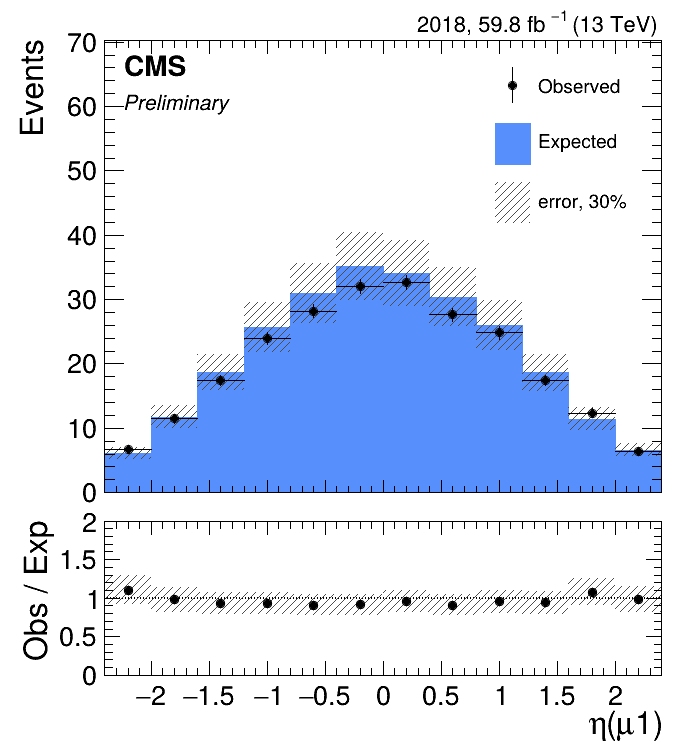 2018, 59.8 fb⁻¹ (13 TeV)
Events
70
60
50
40
30
20
10
0
CMS
Preliminary
Observed
Expected
error, 30%
Obs / Exp
2
1.5
1
0.5
0
−2 −1.5 −1 −0.5 0 0.5 1 1.5 2
η(μ1)